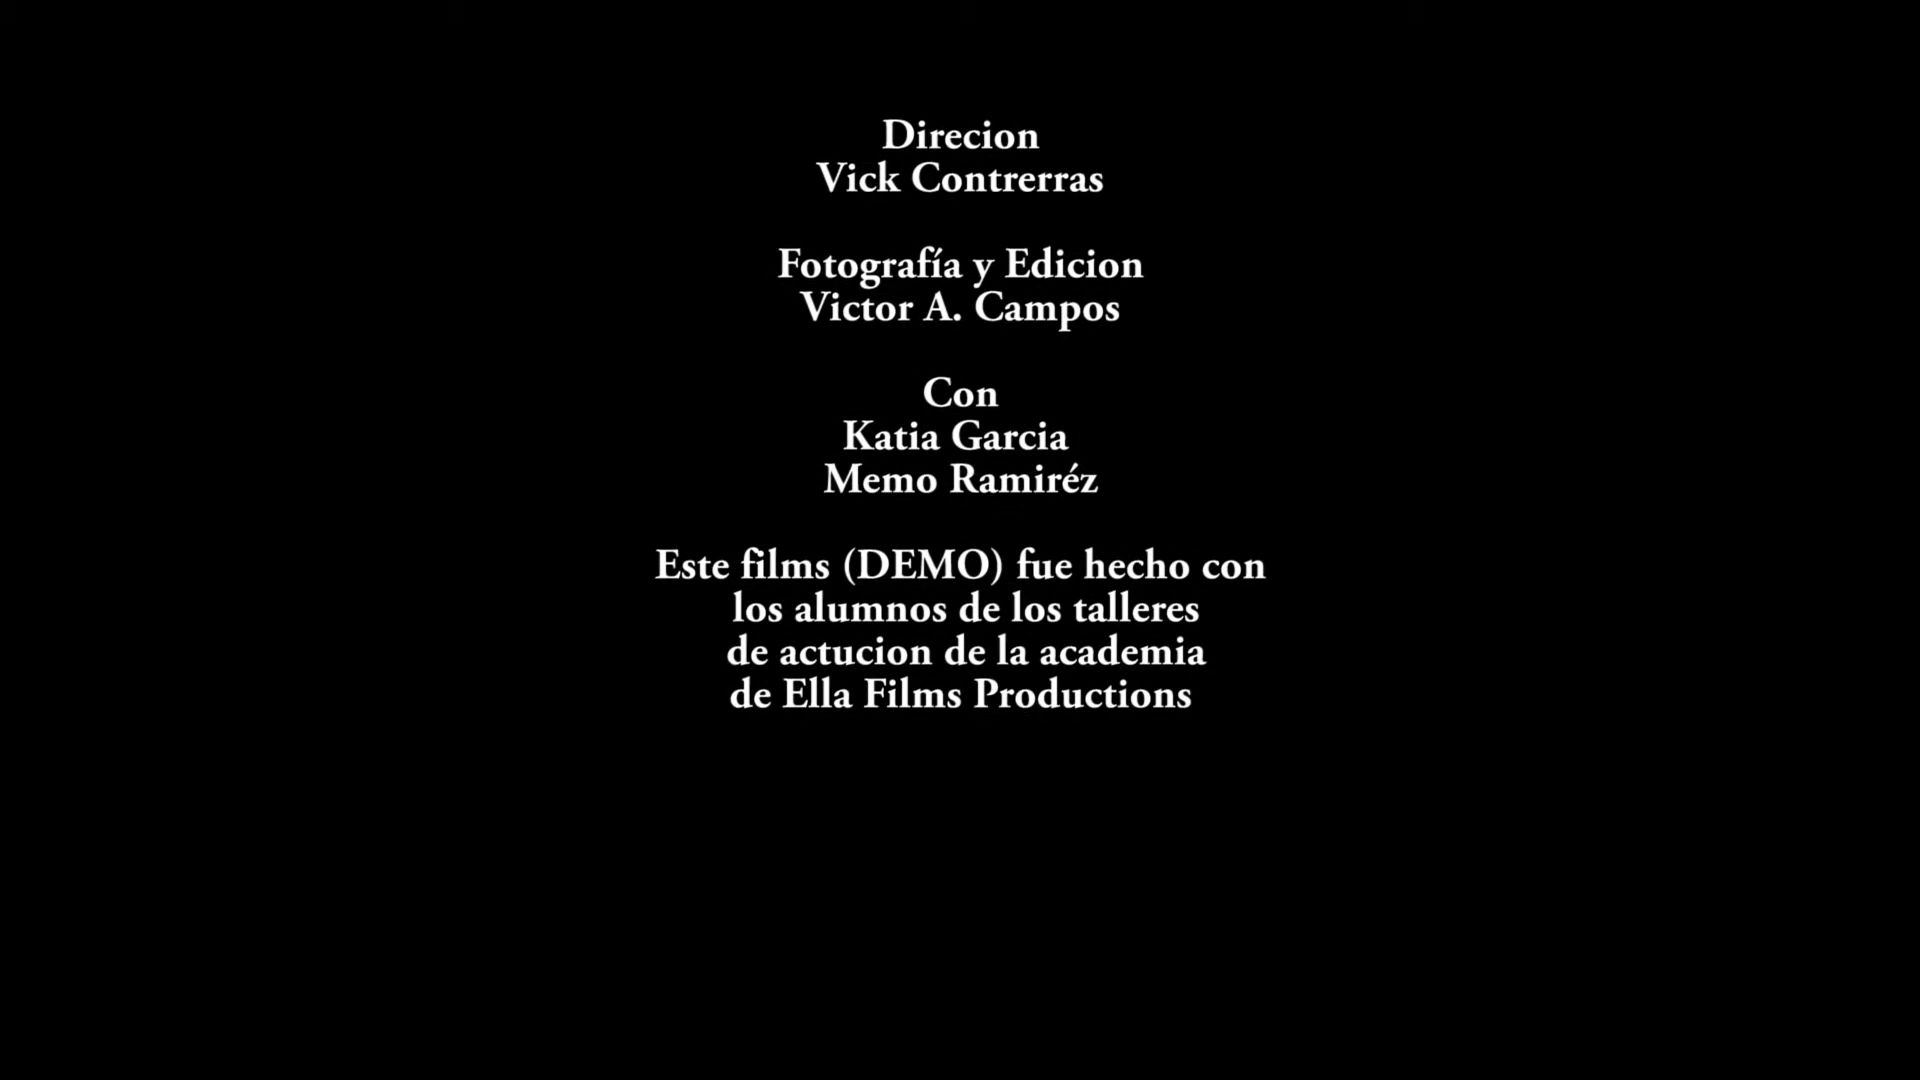 Direcion
Vick Contrerras
Fotografía y Edicion
Victor A. Campos
Con
Katia Garcia
Memo Ramiréz
Este films (DEMO) fue hecho con
los alumnos de los talleres
de actucion de la academia
de Ella Films Productions